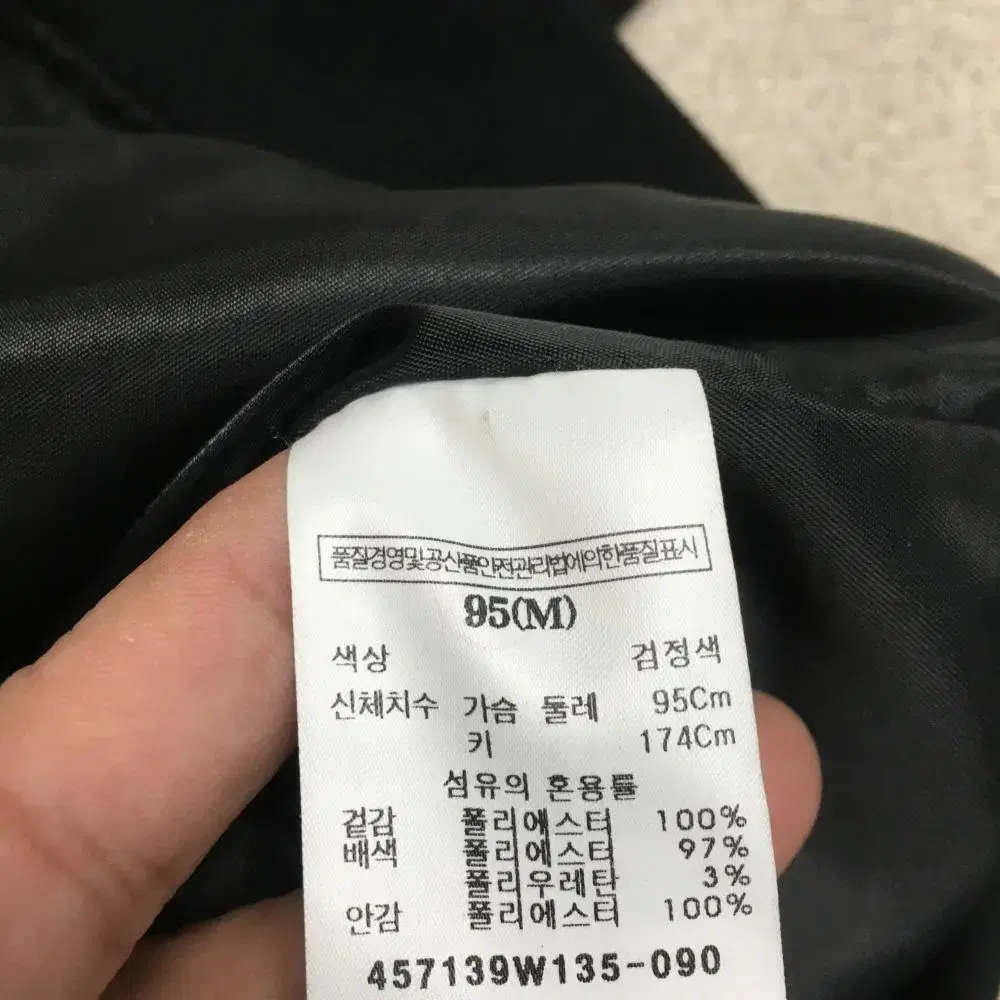 품질경영및공산품안전관리법에의한품질표시
95(M)
색상 검정색
신체치수 가슴 둘레 95Cm
키 174Cm
섬유의 혼용률
겉감 폴리에스터 100%
배색 폴리에스터 97%
폴리우레탄 3%
안감 폴리에스터 100%
457139W135-090